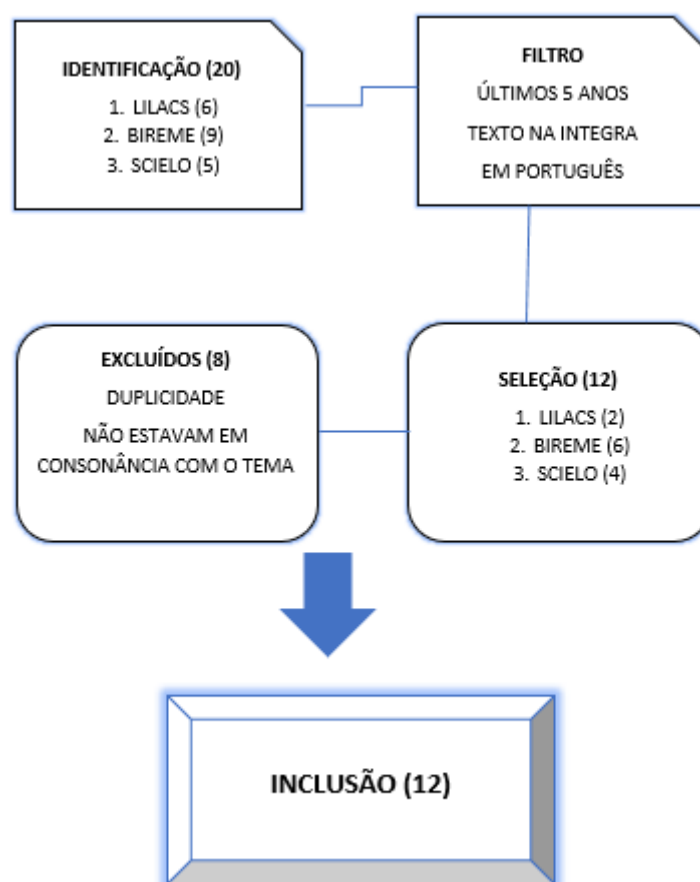 IDENTIFICAÇÃO (20)
1. LILACS (6)
2. BIREME (9)
3. SCIELO (5)
FILTRO
ÚLTIMOS 5 ANOS
TEXTO NA INTEGRA
EM PORTUGUÊS
EXCLUÍDOS (8)
DUPLICIDADE
NÃO ESTAVAM EM
CONSONÂNCIA COM O TEMA
SELEÇÃO (12)
1. LILACS (2)
2. BIREME (6)
3. SCIELO (4)
INCLUSÃO (12)